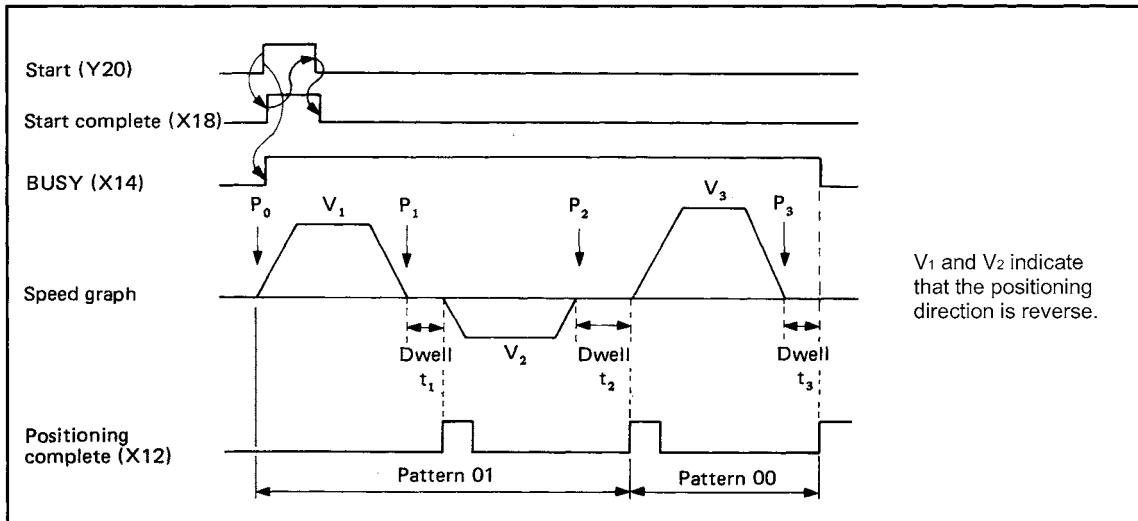 Start (Y20)
Start complete (X18)
BUSY (X14)
P₀
V₁
P₁
P₂
V₃
P₃
Speed graph
V₁ and V₂ indicate
that the positioning
direction is reverse.
Dwell
t₁
V₂
Dwell
t₂
Dwell
t₃
Positioning
complete (X12)
Pattern 01
Pattern 00